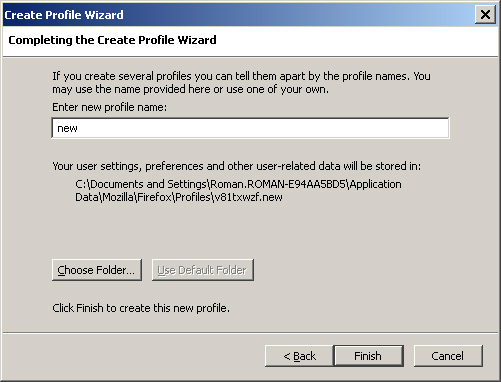 Create Profile Wizard
Completing the Create Profile Wizard
If you create several profiles you can tell them apart by the profile names. You
may use the name provided here or use one of your own.
Enter new profile name:
new
Your user settings, preferences and other user-related data will be stored in:
C:\Documents and Settings\Roman.ROMAN-E94AA5BD5\Application
Data\Mozilla\Firefox\Profiles\v81txwzf.new
Choose Folder... Use Default Folder
Click Finish to create this new profile.
< Back Finish Cancel